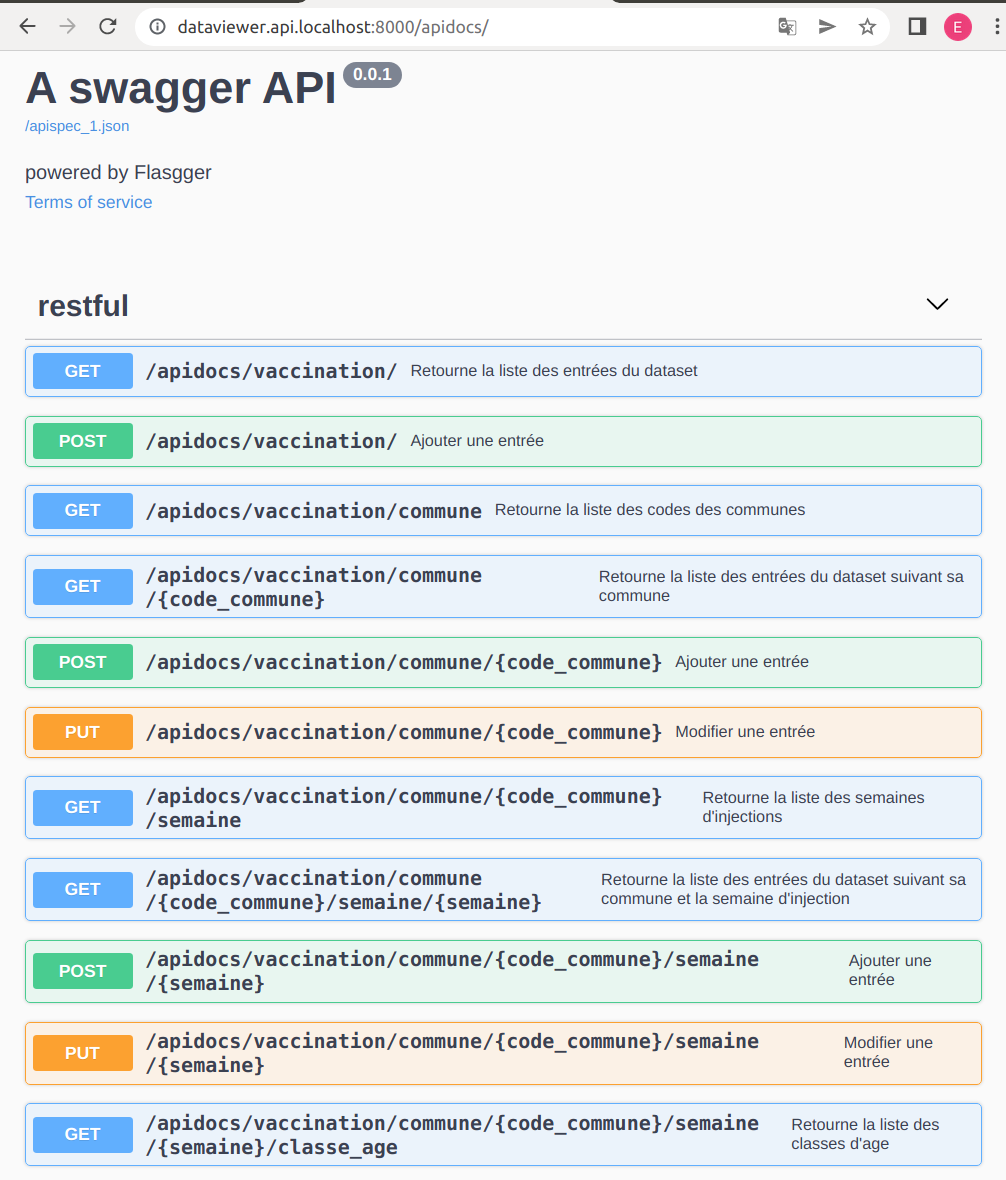 dataviewer.api.localhost:8000/apidocs/
E
A swagger API 0.0.1
/apispec_1.json
powered by Flasgger
Terms of service
restful
GET /apidocs/vaccination/ Retourne la liste des entrées du dataset
POST /apidocs/vaccination/ Ajouter une entrée
GET /apidocs/vaccination/commune Retourne la liste des codes des communes
GET /apidocs/vaccination/commune
/{code_commune}
Retourne la liste des entrées du dataset suivant sa
commune
POST /apidocs/vaccination/commune/{code_commune} Ajouter une entrée
PUT /apidocs/vaccination/commune/{code_commune} Modifier une entrée
GET /apidocs/vaccination/commune/{code_commune}
/semaine
Retourne la liste des semaines
d'injections
GET /apidocs/vaccination/commune
/{code_commune}/semaine/{semaine}
Retourne la liste des entrées du dataset suivant sa
commune et la semaine d'injection
POST /apidocs/vaccination/commune/{code_commune}/semaine
/{semaine}
Ajouter une
entrée
PUT /apidocs/vaccination/commune/{code_commune}/semaine
/{semaine}
Modifier une
entrée
GET /apidocs/vaccination/commune/{code_commune}/semaine
/{semaine}/classe_age
Retourne la liste des
classes d'age